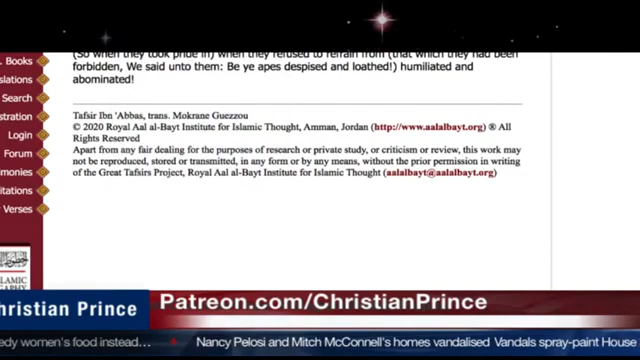 (So when they took pride in) when they refused to refrain from (that which they had been
forbidden, We said unto them: Be ye apes despised and loathed!) humiliated and
abominated!
Books
Search
Login
Forum
Verses
Tafsir Ibn 'Abbas, trans. Mokrane Guezzou
© 2020 Royal Aal al-Bayt Institute for Islamic Thought, Amman, Jordan (http://www.aalalbayt.org) ® All
Rights Reserved
Apart from any fair dealing for the purposes of research or private study, or criticism or review, this work may
not be reproduced, stored or transmitted, in any form or by any means, without the prior permission in writing
of the Great Tafsirs Project, Royal Aal al-Bayt Institute for Islamic Thought (aalalbayt@aalalbayt.org)
hristian Prince
Patreon.com/ChristianPrince
edy women's food instead...
Nancy Pelosi and Mitch McConnell's homes vandalised Vandals spray-paint House